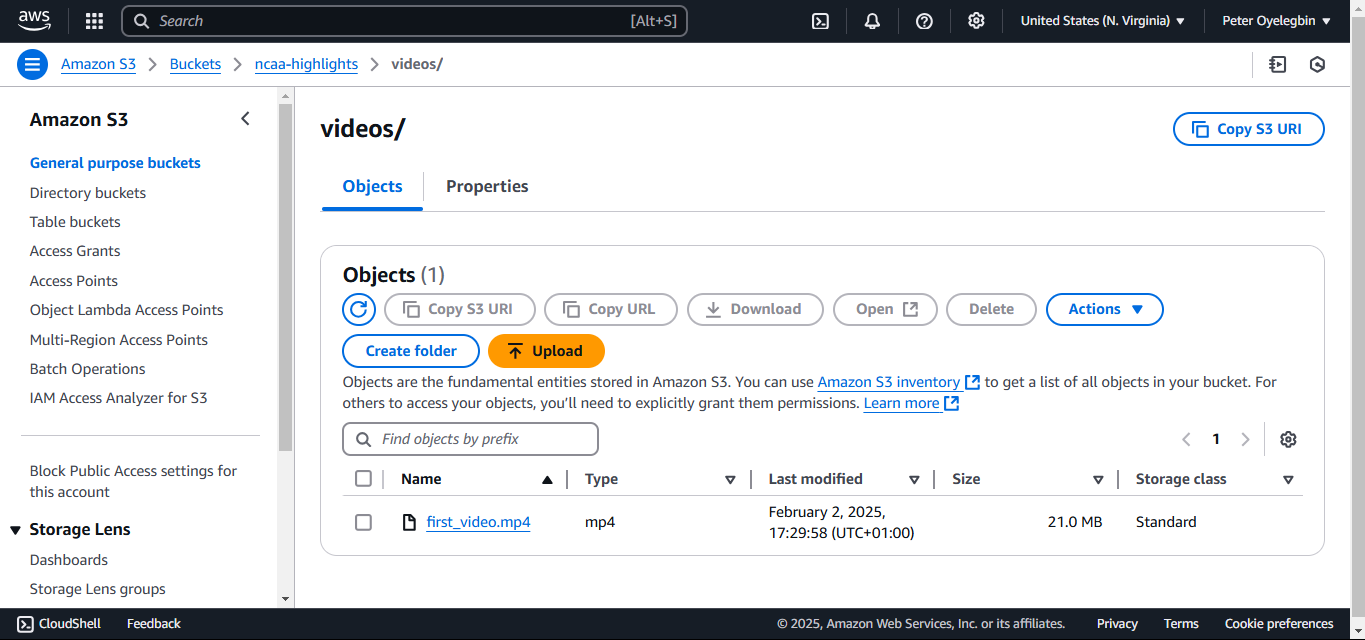 aws
Search [Alt+S]
United States (N. Virginia)
Peter Oyelegbin
Amazon S3
Buckets
ncaa-highlights
videos/
Amazon S3
General purpose buckets
Directory buckets
Table buckets
Access Grants
Access Points
Object Lambda Access Points
Multi-Region Access Points
Batch Operations
IAM Access Analyzer for S3
Block Public Access settings for
this account
Storage Lens
Dashboards
Storage Lens groups
videos/
Copy S3 URI
Objects
Properties
Objects (1)
Copy S3 URI
Copy URL
Download
Open
Delete
Actions
Create folder
Upload
Objects are the fundamental entities stored in Amazon S3. You can use Amazon S3 inventory to get a list of all objects in your bucket. For
others to access your objects, you’ll need to explicitly grant them permissions. Learn more
Find objects by prefix
1
Name
Type
Last modified
Size
Storage class
first_video.mp4
mp4
February 2, 2025,
17:29:58 (UTC+01:00)
21.0 MB
Standard
CloudShell
Feedback
© 2025, Amazon Web Services, Inc. or its affiliates.
Privacy
Terms
Cookie preferences